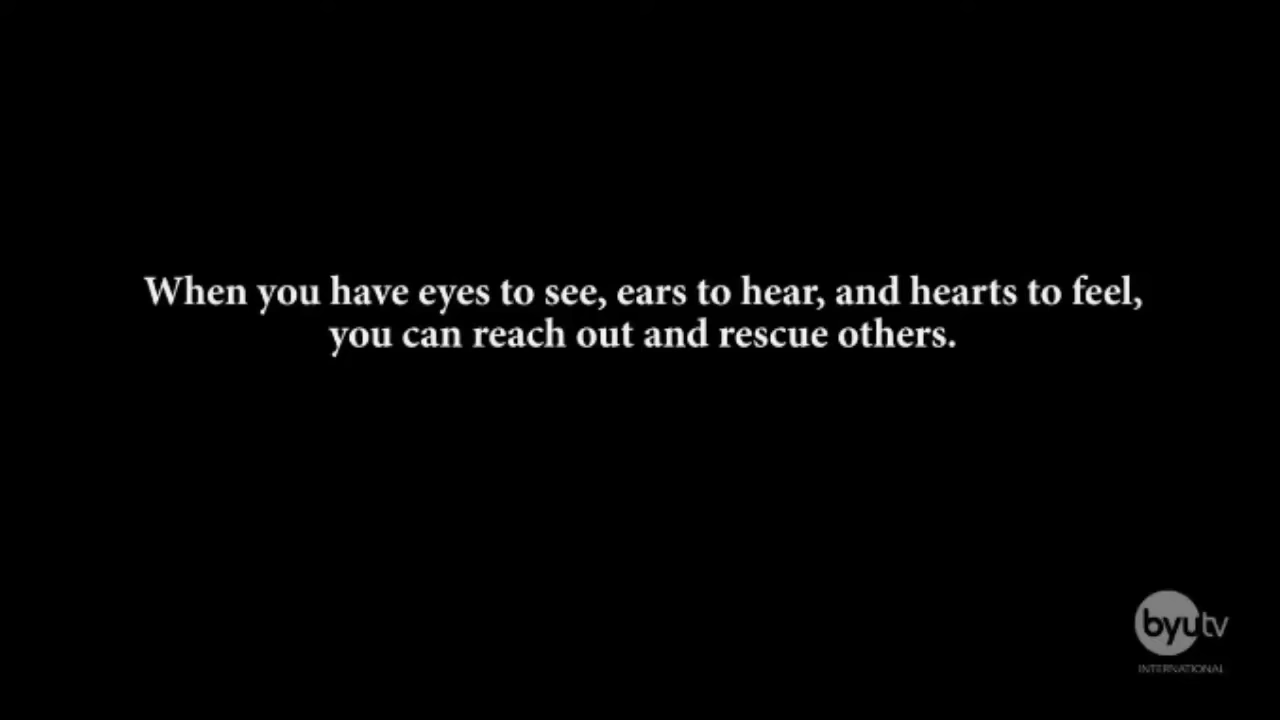 When you have eyes to see, ears to hear, and hearts to feel,
you can reach out and rescue others.
byutv
INTERNATIONAL